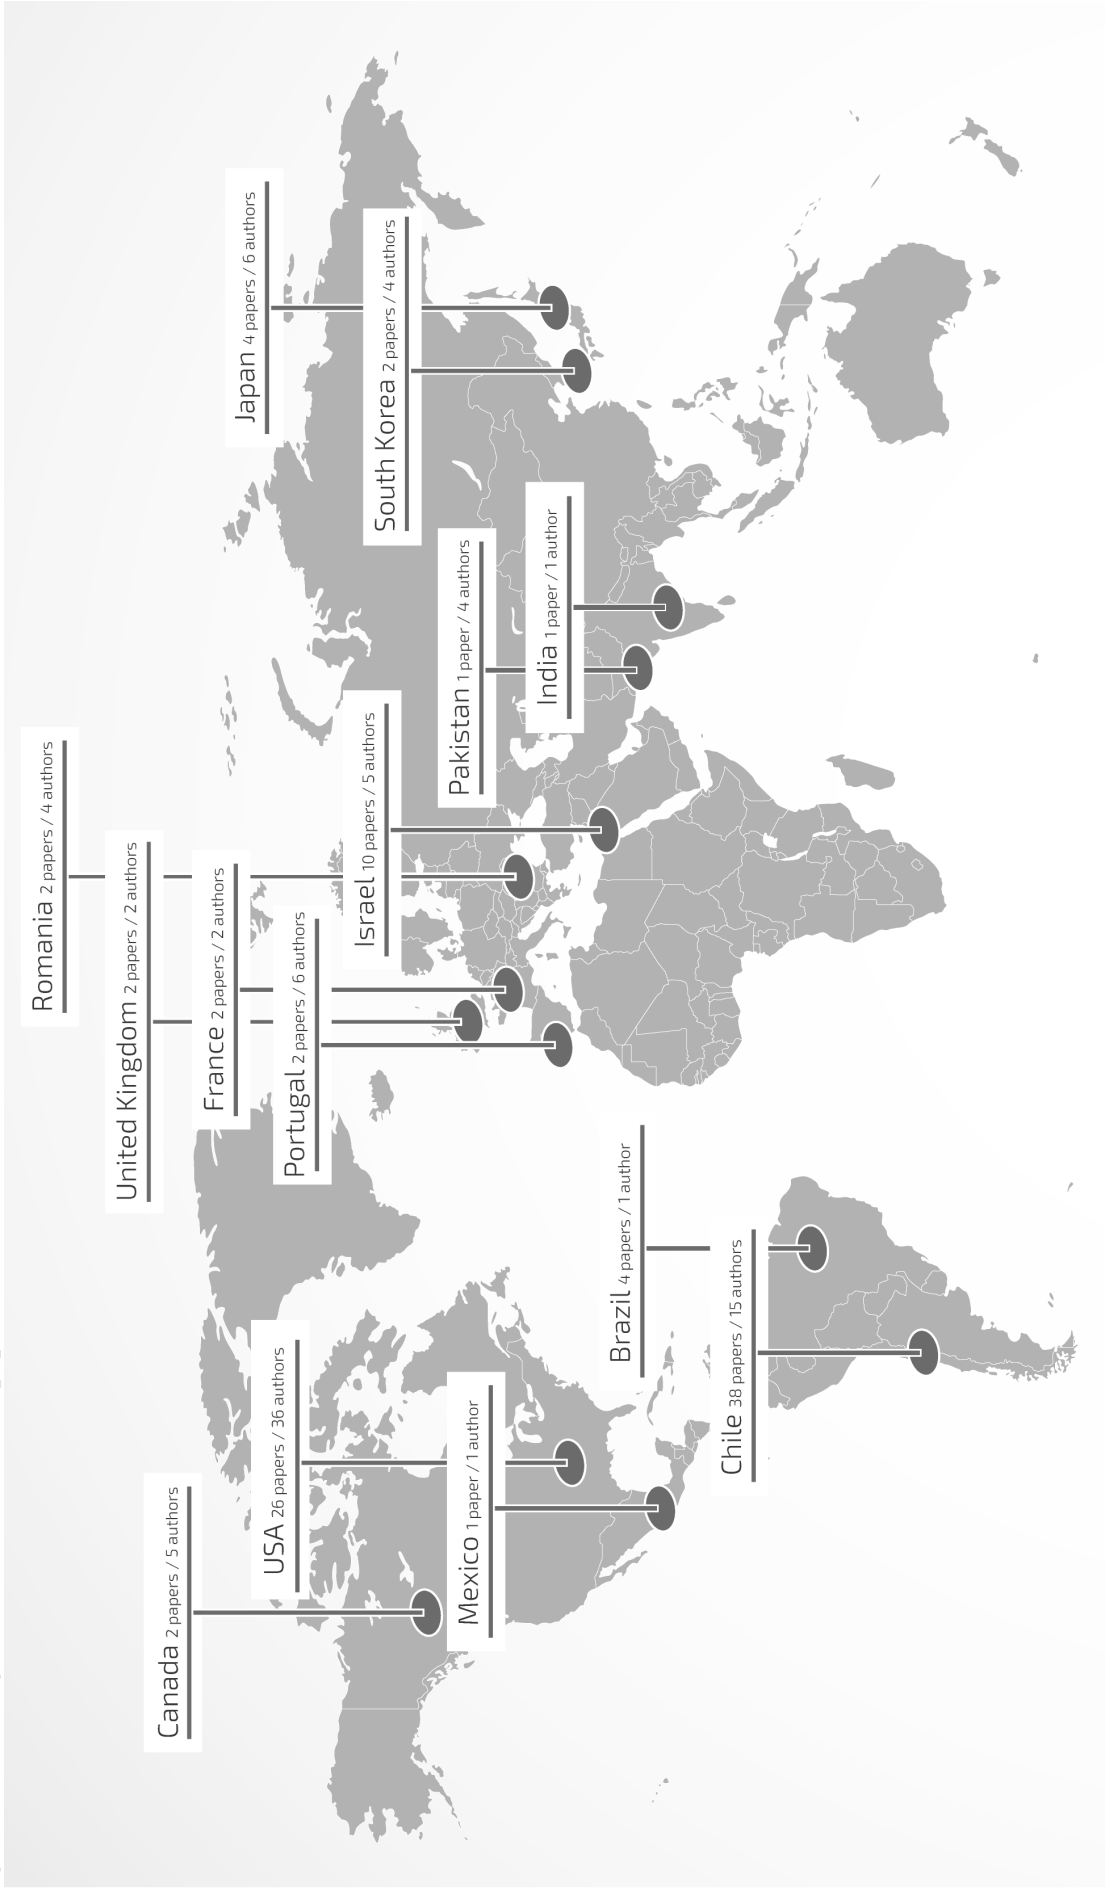 Romania 2 papers / 4 authors
United Kingdom 2 papers / 2 authors
Canada 2 papers / 5 authors
France 2 papers / 2 authors
Japan 4 papers / 6 authors
USA 26 papers / 36 authors
Portugal 2 papers / 6 authors
Israel 10 papers / 5 authors
South Korea 2 papers / 4 authors
Pakistan 1 paper / 4 authors
Mexico 1 paper / 1 author
India 1 paper / 1 author
Brazil 4 papers / 1 author
Chile 38 papers / 15 authors